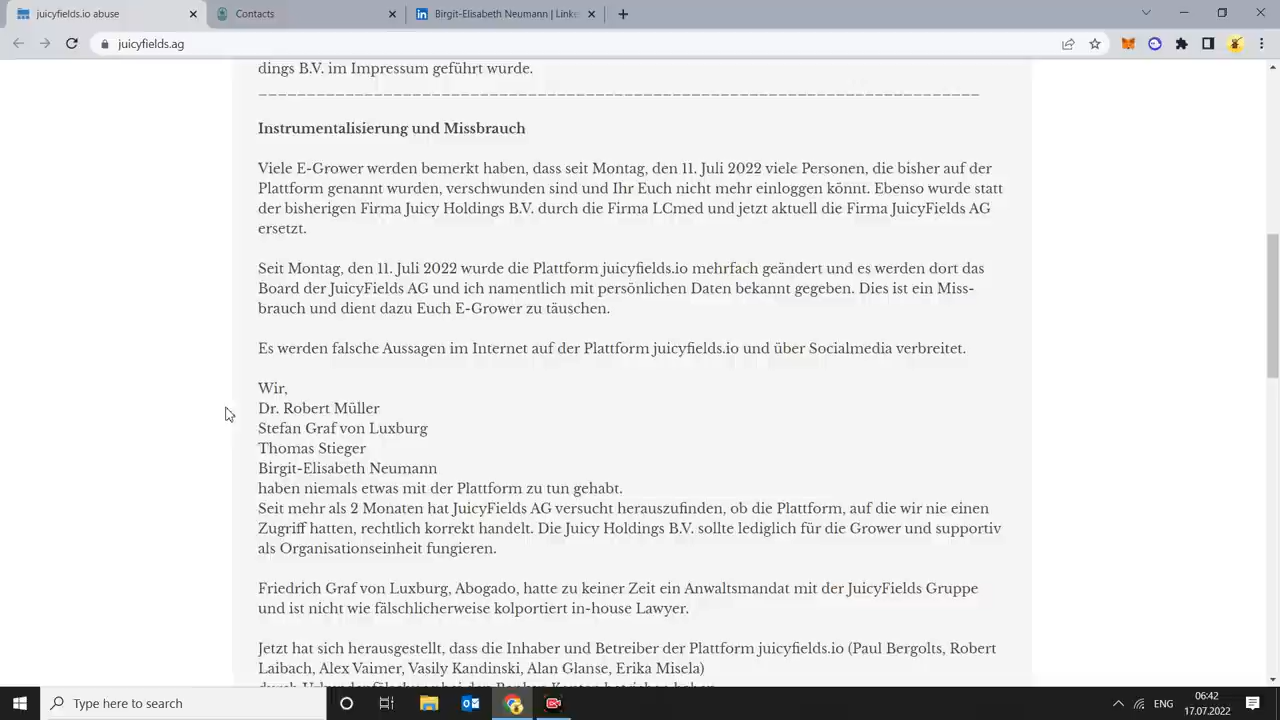 juicyfields.io abuse
Contacts
Birgit-Elisabeth Neumann | Linke
juicyfields.ag
dings B.V. im Impressum geführt wurde.
Instrumentalisierung und Missbrauch
Viele E-Grower werden bemerkt haben, dass seit Montag, den 11. Juli 2022 viele Personen, die bisher auf der
Plattform genannt wurden, verschwunden sind und Ihr Euch nicht mehr einloggen könnt. Ebenso wurde statt
der bisherigen Firma Juicy Holdings B.V. durch die Firma LCmed und jetzt aktuell die Firma JuicyFields AG
ersetzt.
Seit Montag, den 11. Juli 2022 wurde die Plattform juicyfields.io mehrfach geändert und es werden dort das
Board der JuicyFields AG und ich namentlich mit persönlichen Daten bekannt gegeben. Dies ist ein Miss-
brauch und dient dazu Euch E-Grower zu täuschen.
Es werden falsche Aussagen im Internet auf der Plattform juicyfields.io und über Socialmedia verbreitet.
Wir,
Dr. Robert Müller
Stefan Graf von Luxburg
Thomas Stieger
Birgit-Elisabeth Neumann
haben niemals etwas mit der Plattform zu tun gehabt.
Seit mehr als 2 Monaten hat JuicyFields AG versucht herauszufinden, ob die Plattform, auf die wir nie einen
Zugriff hatten, rechtlich korrekt handelt. Die Juicy Holdings B.V. sollte lediglich für die Grower und supportiv
als Organisationseinheit fungieren.
Friedrich Graf von Luxburg, Abogado, hatte zu keiner Zeit ein Anwaltsmandat mit der JuicyFields Gruppe
und ist nicht wie fälschlicherweise kolportiert in-house Lawyer.
Jetzt hat sich herausgestellt, dass die Inhaber und Betreiber der Plattform juicyfields.io (Paul Bergolts, Robert
Laibach, Alex Vaimer, Vasily Kandinski, Alan Glanse, Erika Misela)
Type here to search
ENG
06:42
17.07.2022